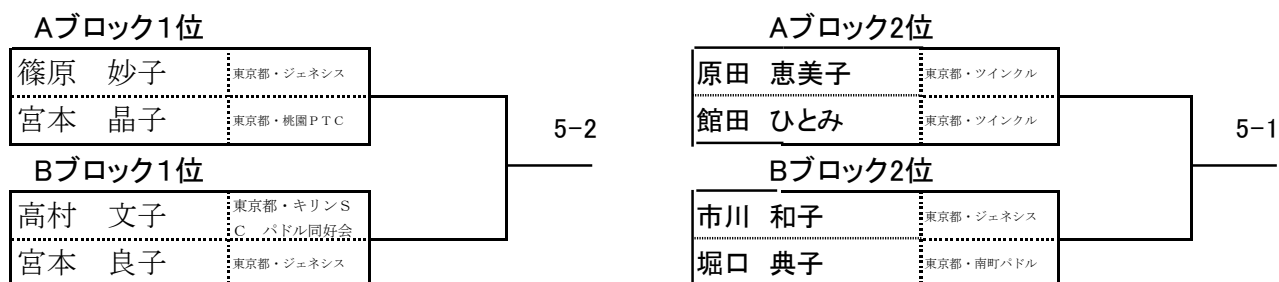 Aブロック1位
篠原　妙子 東京都・ジェネシス
宮本　晶子 東京都・桃園ＰＴＣ
5-2
Bブロック1位
高村　文子 東京都・キリンＳ
Ｃ　パドル同好会
宮本　良子 東京都・ジェネシス
Aブロック2位
原田　恵美子 東京都・ツインクル
館田　ひとみ 東京都・ツインクル
5-1
Bブロック2位
市川　和子 東京都・ジェネシス
堀口　典子 東京都・南町パドル